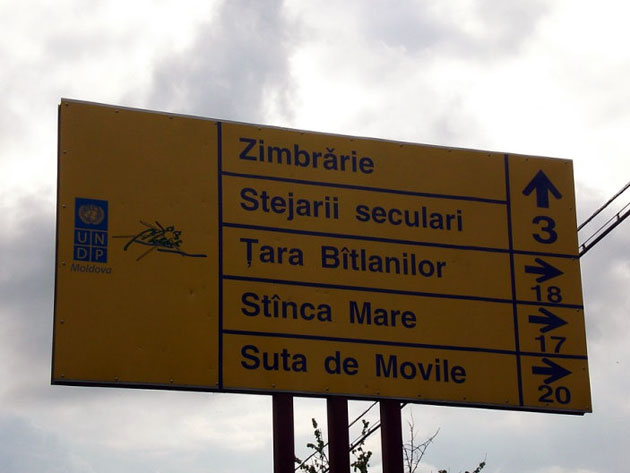 Zimbrărie
Stejarii seculari
3
Țara Bîtlanilor
18
Stînca Mare
17
Suta de Movile
20
UN
DP
Moldova